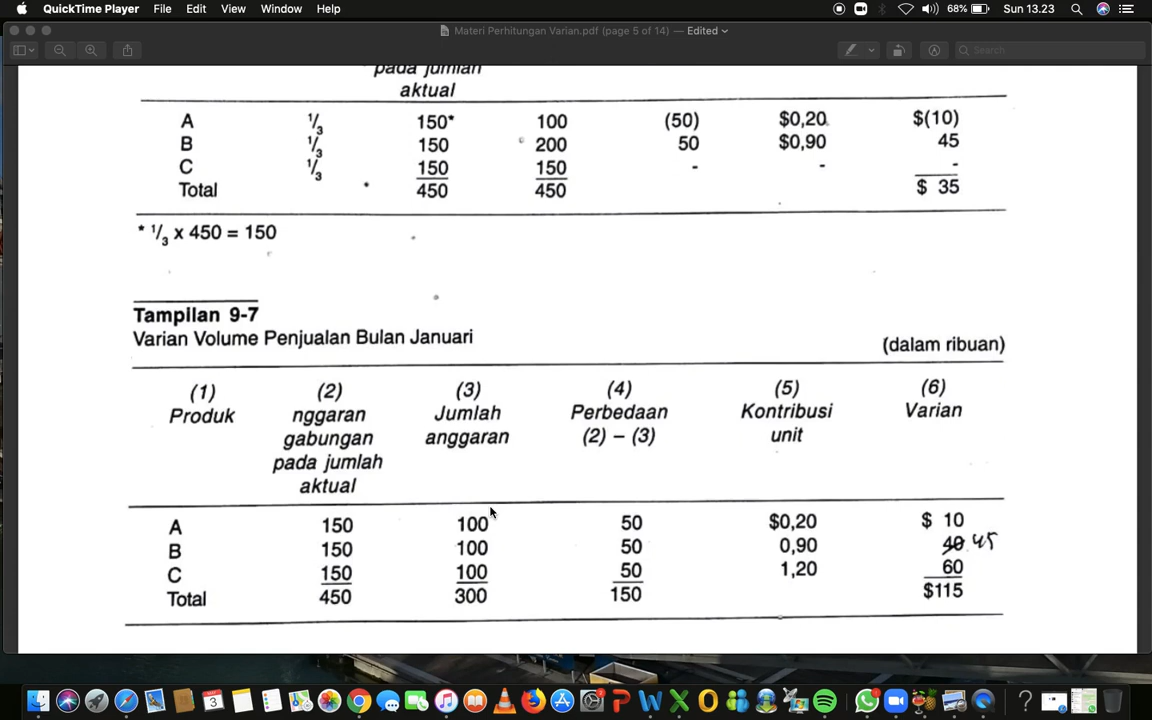 QuickTime Player File Edit View Window Help 68% Sun 13.23
Materi Perhitungan Varian.pdf (page 5 of 14) — Edited
Search
pada jumlah
aktual
A 1/3 150* 100 (50) $0,20 $(10)
B 1/3 150 200 50 $0,90 45
C 1/3 150 150 - - -
Total 450 450 $ 35
* 1/3 x 450 = 150
Tampilan 9-7
Varian Volume Penjualan Bulan Januari
(dalam ribuan)
(1) (2) (3) (4) (5) (6)
Produk nggaran Jumlah Perbedaan Kontribusi Varian
gabungan anggaran (2) – (3) unit
pada jumlah
aktual
A 150 100 50 $0,20 $ 10
B 150 100 50 0,90 40 45
C 150 100 50 1,20 60
Total 450 300 150 $115
3